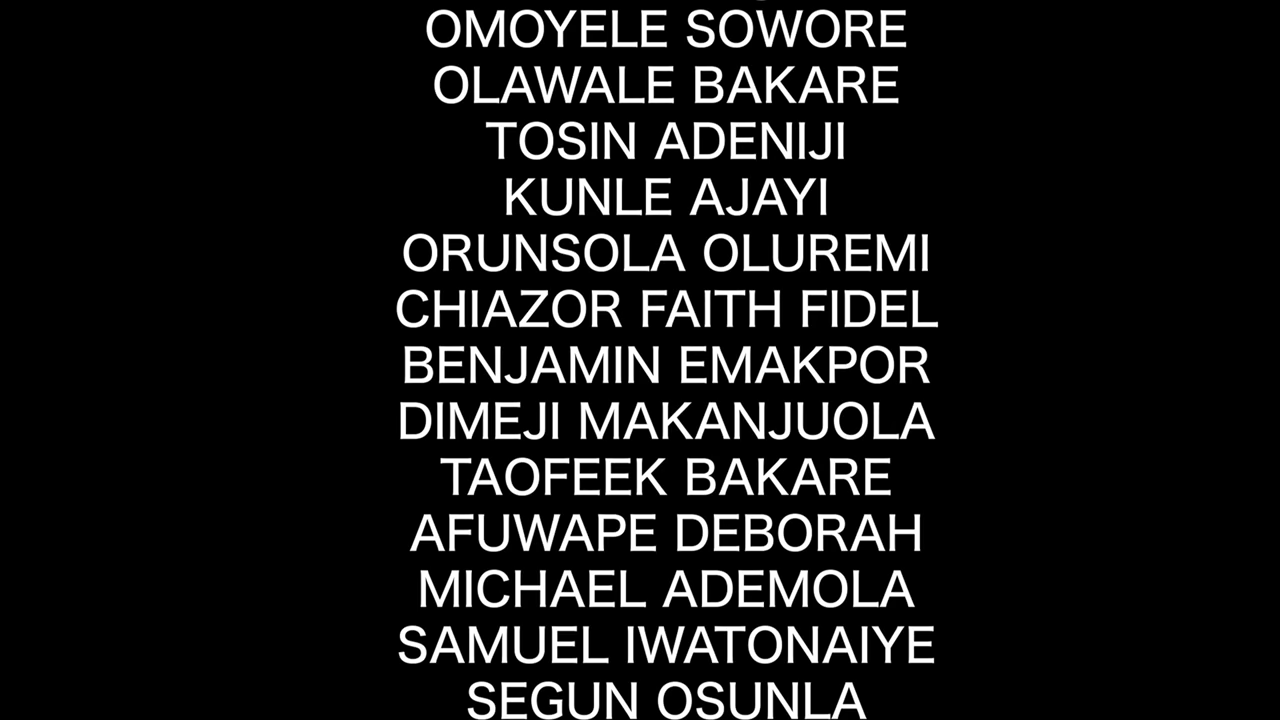 OMOYELE SOWORE
OLAWALE BAKARE
TOSIN ADENIJI
KUNLE AJAYI
ORUNSOLA OLUREMI
CHIAZOR FAITH FIDEL
BENJAMIN EMAKPOR
DIMEJI MAKANJUOLA
TAOFEEK BAKARE
AFUWAPE DEBORAH
MICHAEL ADEMOLA
SAMUEL IWATONAIYE
SEGUN OSUNLA